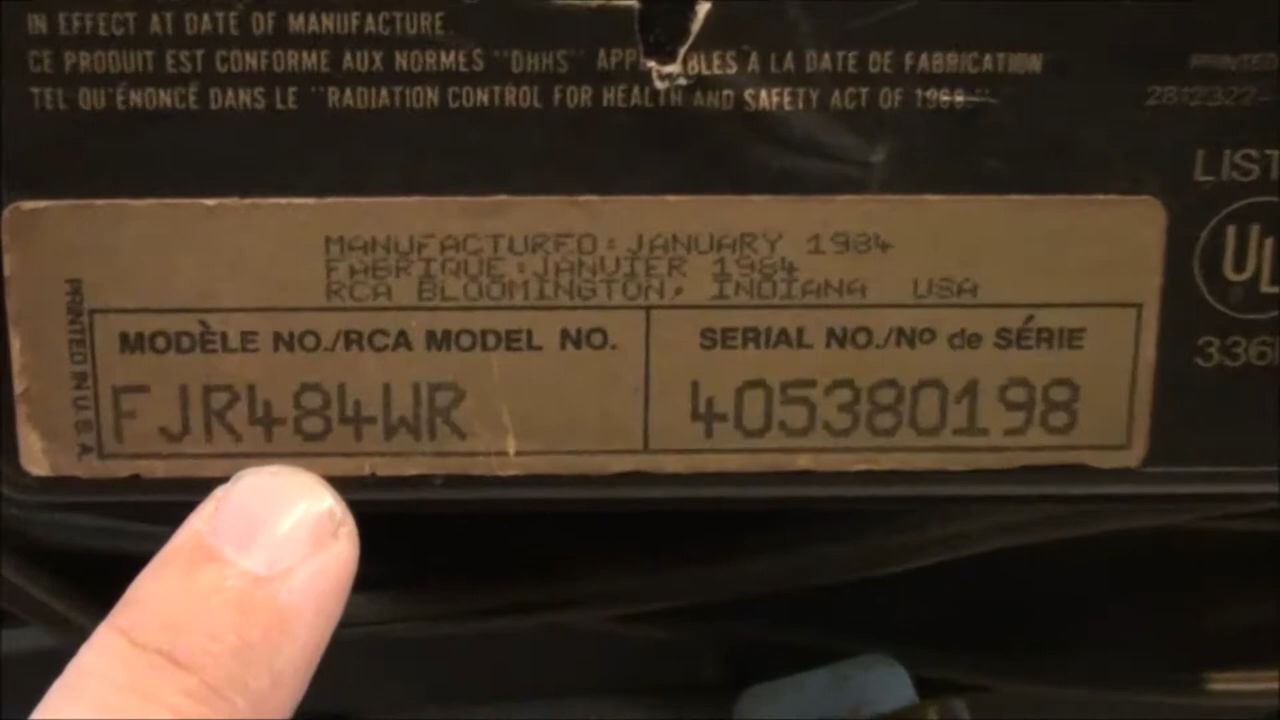 IN EFFECT AT DATE OF MANUFACTURE.
CE PRODUIT EST CONFORME AUX NORMES "DHHS" APP BLES À LA DATE DE FABRICATION
TEL QU'ÉNONCÉ DANS LE "RADIATION CONTROL FOR HEALTH AND SAFETY ACT OF 1968"
PRINTED
2812322-
LIST
UL
336
MANUFACTURED: JANUARY 1984
FABRIQUE: JANVIER 1984
RCA BLOOMINGTON, INDIANA USA
PRINTED IN U.S.A.
MODÈLE NO./RCA MODEL NO.
FJR484WR
SERIAL NO./Nº de SÉRIE
405380198